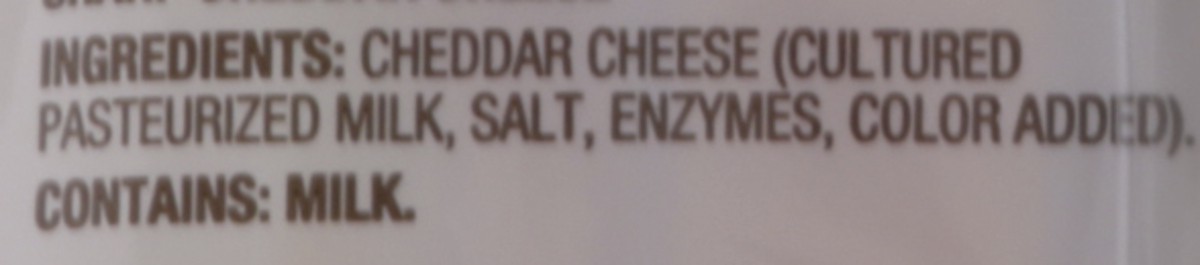 INGREDIENTS: CHEDDAR CHEESE (CULTURED
PASTEURIZED MILK, SALT, ENZYMES, COLOR ADDED).
CONTAINS: MILK.